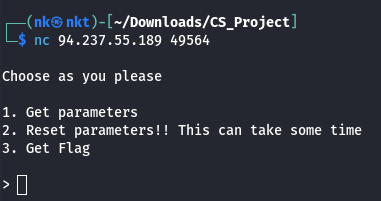 ┌──(nk㉿nkt)-[~/Downloads/CS_Project]
└─$ nc 94.237.55.189 49564
Choose as you please
1. Get parameters
2. Reset parameters!! This can take some time
3. Get Flag
>